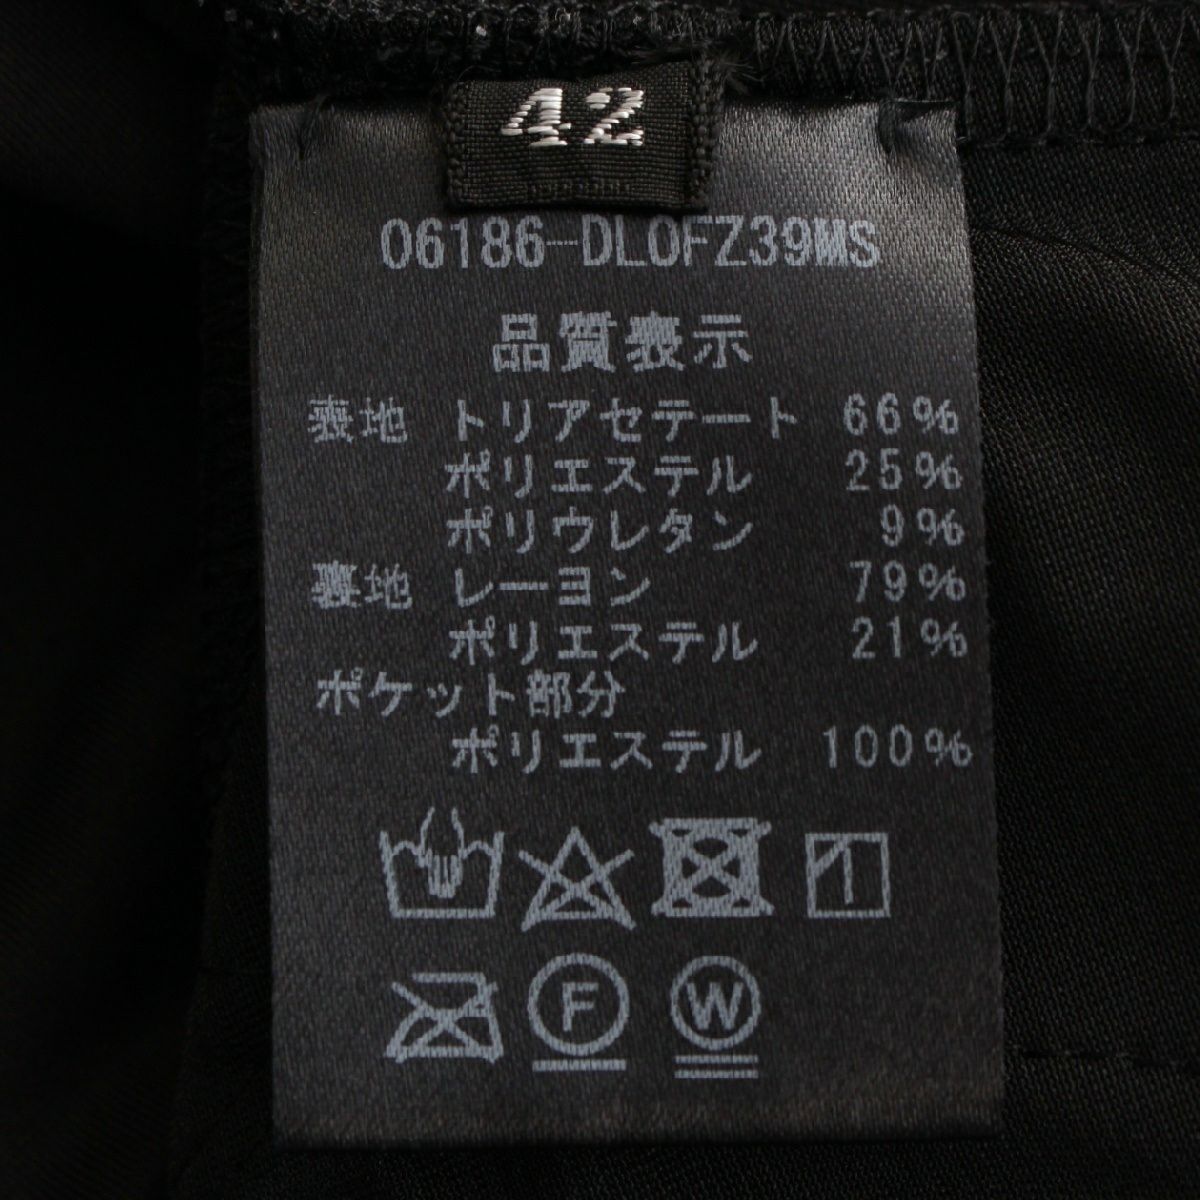 42
06186-DLOFZ39MS
品質表示
表地 トリアセテート 66%
ポリエステル 25%
ポリウレタン 9%
裏地 レーヨン 79%
ポリエステル 21%
ポケット部分
ポリエステル 100%
F W